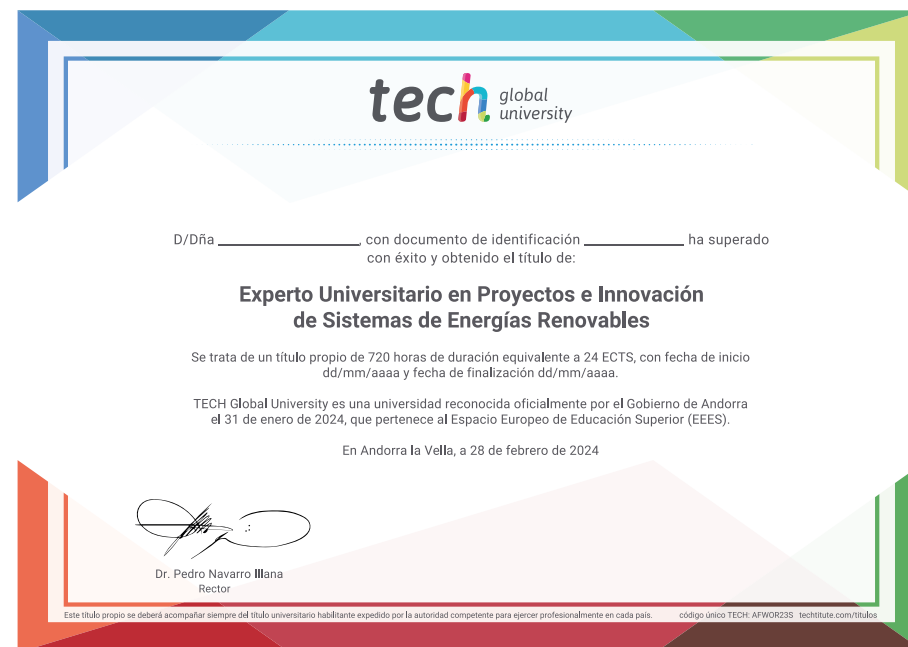 tech global university
D/Dña ____________________, con documento de identificación ______________ ha superado
con éxito y obtenido el título de:
Experto Universitario en Proyectos e Innovación
de Sistemas de Energías Renovables
Se trata de un título propio de 720 horas de duración equivalente a 24 ECTS, con fecha de inicio
dd/mm/aaaa y fecha de finalización dd/mm/aaaa.
TECH Global University es una universidad reconocida oficialmente por el Gobierno de Andorra
el 31 de enero de 2024, que pertenece al Espacio Europeo de Educación Superior (EEES).
En Andorra la Vella, a 28 de febrero de 2024
Dr. Pedro Navarro Illana
Rector
Este título propio se deberá acompañar siempre del título universitario habilitante expedido por la autoridad competente para ejercer profesionalmente en cada país. código único TECH: AFWOR23S techtitute.com/titulos